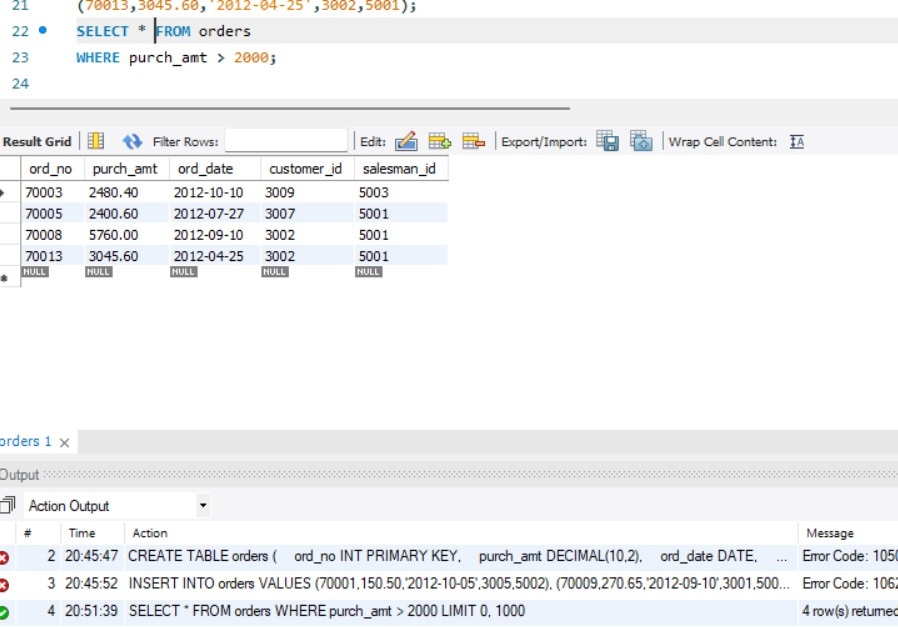 21 (70013,3045.60,'2012-04-25',3002,5001);
22 SELECT * FROM orders
23 WHERE purch_amt > 2000;
24
Result Grid Filter Rows: Edit: Export/Import: Wrap Cell Content:
ord_no purch_amt ord_date customer_id salesman_id
70003 2480.40 2012-10-10 3009 5003
70005 2400.60 2012-07-27 3007 5001
70008 5760.00 2012-09-10 3002 5001
70013 3045.60 2012-04-25 3002 5001
NULL NULL NULL NULL NULL
orders 1
Output
Action Output
# Time Action Message
2 20:45:47 CREATE TABLE orders ( ord_no INT PRIMARY KEY, purch_amt DECIMAL(10,2), ord_date DATE, ... Error Code: 1050
3 20:45:52 INSERT INTO orders VALUES (70001,150.50,'2012-10-05',3005,5002), (70009,270.65,'2012-09-10',3001,500... Error Code: 1062
4 20:51:39 SELECT * FROM orders WHERE purch_amt > 2000 LIMIT 0, 1000 4 row(s) returned